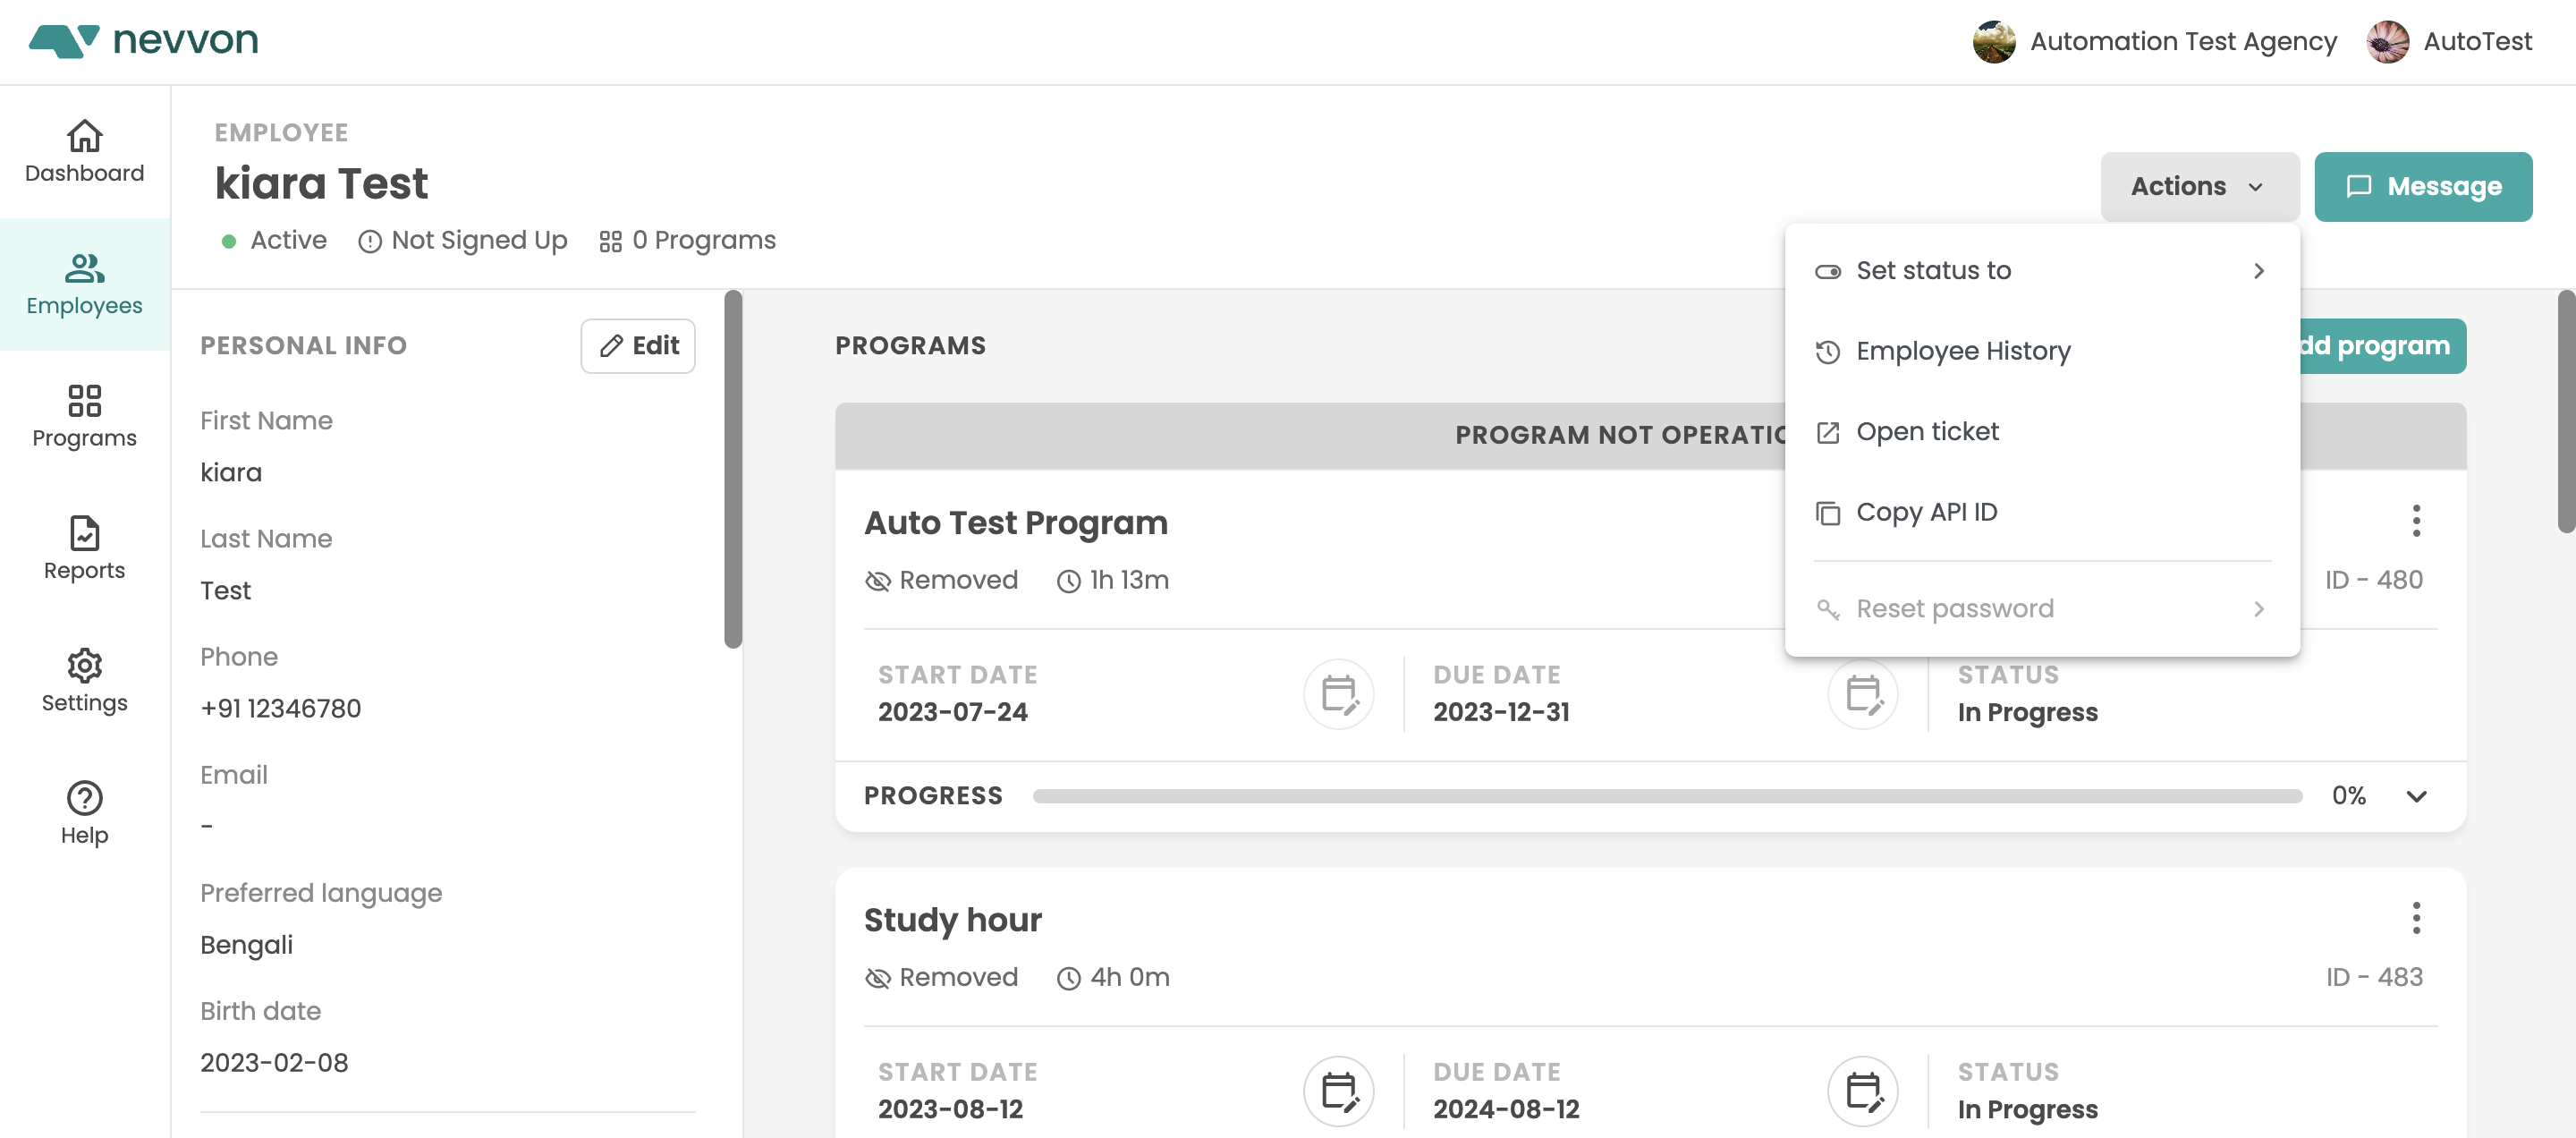 nevvon
Automation Test Agency
AutoTest
Dashboard
Employees
Programs
Reports
Settings
Help
EMPLOYEE
kiara Test
Active
Not Signed Up
0 Programs
Actions
Message
Set status to
Employee History
Open ticket
Copy API ID
Reset password
PERSONAL INFO
Edit
First Name
kiara
Last Name
Test
Phone
+91 12346780
Email
-
Preferred language
Bengali
Birth date
2023-02-08
PROGRAMS
program
PROGRAM NOT
Auto Test Program
Removed
1h 13m
ID - 480
START DATE
2023-07-24
DUE DATE
2023-12-31
STATUS
In Progress
PROGRESS
0%
Study hour
Removed
4h 0m
ID - 483
START DATE
2023-08-12
DUE DATE
2024-08-12
STATUS
In Progress